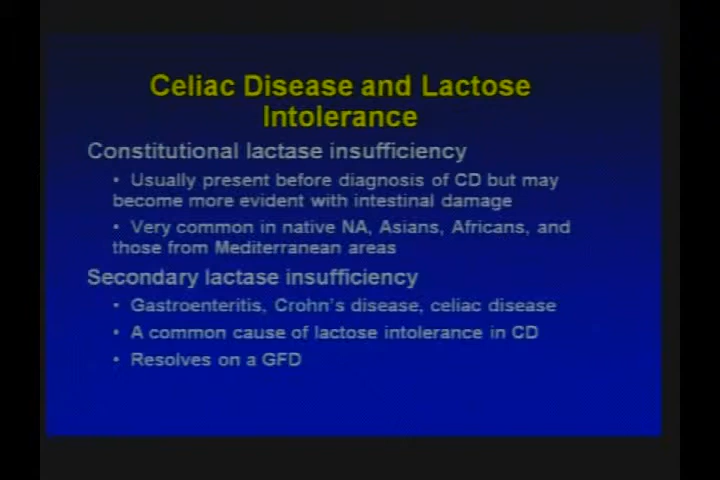 Celiac Disease and Lactose
Intolerance
Constitutional lactase insufficiency
• Usually present before diagnosis of CD but may
become more evident with intestinal damage
• Very common in native NA, Asians, Africans, and
those from Mediterranean areas
Secondary lactase insufficiency
• Gastroenteritis, Crohn's disease, celiac disease
• A common cause of lactose intolerance in CD
• Resolves on a GFD